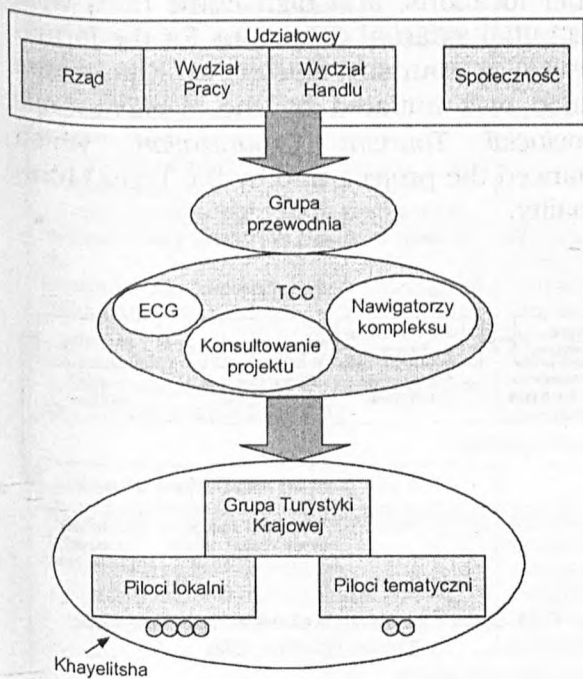 Udziałowcy
Rząd
Wydział
Pracy
Wydział
Handlu
Społeczność
Grupa
przewodnia
TCC
ECG
Nawigatorzy
kompleksu
Konsultowanie
projektu
Grupa Turystyki
Krajowej
Piloci lokalni
Piloci tematyczni
Khayelitsha